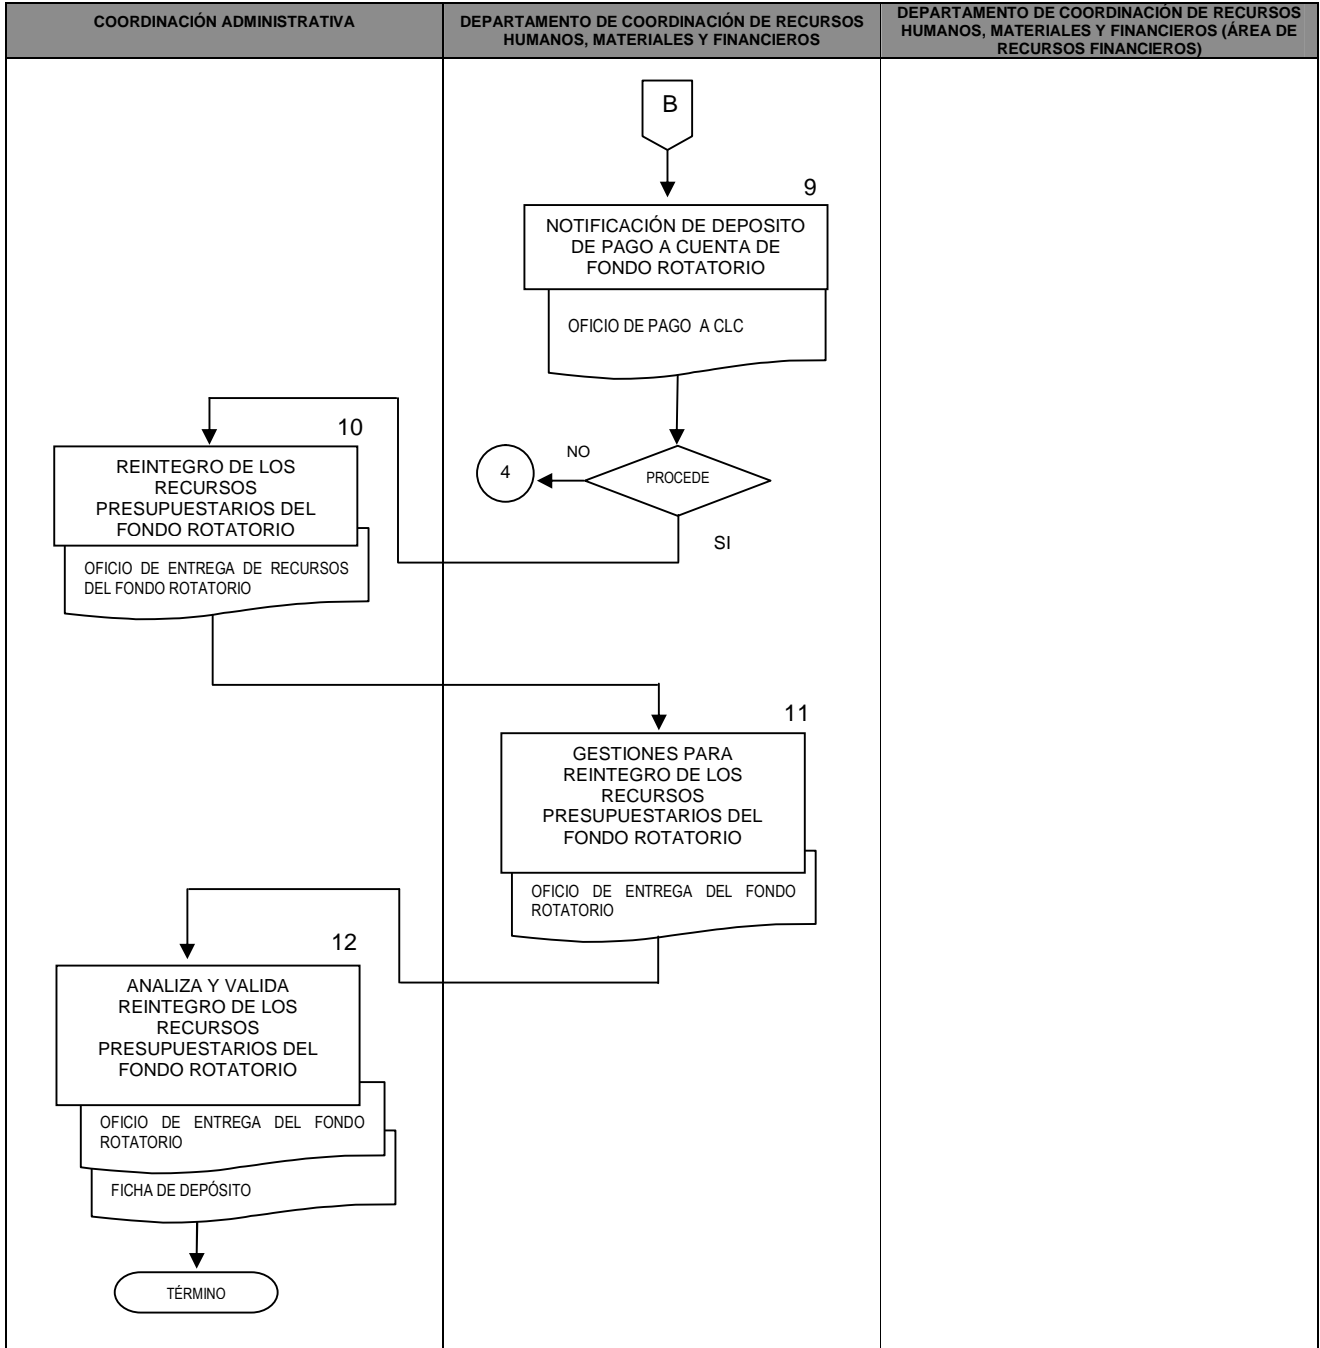 COORDINACIÓN ADMINISTRATIVA
DEPARTAMENTO DE COORDINACIÓN DE RECURSOS
HUMANOS, MATERIALES Y FINANCIEROS
DEPARTAMENTO DE COORDINACIÓN DE RECURSOS
HUMANOS, MATERIALES Y FINANCIEROS (ÁREA DE
RECURSOS FINANCIEROS)
B
9
NOTIFICACIÓN DE DEPOSITO
DE PAGO A CUENTA DE
FONDO ROTATORIO
OFICIO DE PAGO A CLC
PROCEDE
NO
4
SI
10
REINTEGRO DE LOS
RECURSOS
PRESUPUESTARIOS DEL
FONDO ROTATORIO
OFICIO DE ENTREGA DE RECURSOS
DEL FONDO ROTATORIO
11
GESTIONES PARA
REINTEGRO DE LOS
RECURSOS
PRESUPUESTARIOS DEL
FONDO ROTATORIO
OFICIO DE ENTREGA DEL FONDO
ROTATORIO
12
ANALIZA Y VALIDA
REINTEGRO DE LOS
RECURSOS
PRESUPUESTARIOS DEL
FONDO ROTATORIO
OFICIO DE ENTREGA DEL FONDO
ROTATORIO
FICHA DE DEPÓSITO
TÉRMINO